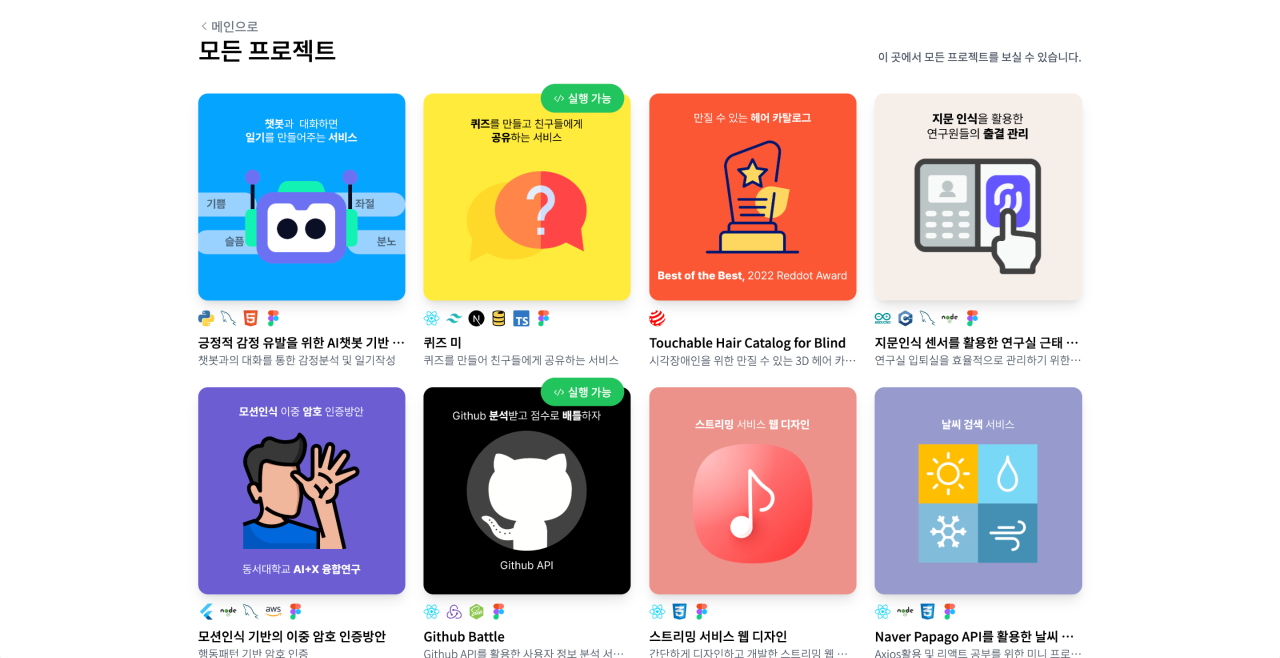 메인으로
모든 프로젝트
이 곳에서 모든 프로젝트를 보실 수 있습니다.
챗봇과 대화하면
일기를 만들어주는 서비스
기쁨
좌절
슬픔
분노
긍정적 감정 유발을 위한 AI챗봇 기반 …
챗봇과의 대화를 통한 감정분석 및 일기작성
실행 가능
퀴즈를 만들고 친구들에게
공유하는 서비스
TS
퀴즈 미
퀴즈를 만들어 친구들에게 공유하는 서비스
만질 수 있는 헤어 카탈로그
Best of the Best, 2022 Reddot Award
Touchable Hair Catalog for Blind
시각장애인을 위한 만질 수 있는 3D 헤어 카…
지문 인식을 활용한
연구원들의 출결 관리
node
지문인식 센서를 활용한 연구실 근태 …
연구실 입퇴실을 효율적으로 관리하기 위한…
모션인식 이중 암호 인증방안
동서대학교 AI+X 융합연구
node
aws
모션인식 기반의 이중 암호 인증방안
행동패턴 기반 암호 인증
실행 가능
Github 분석받고 점수로 배틀하자
Github API
Github Battle
Github API를 활용한 사용자 정보 분석 서…
스트리밍 서비스 웹 디자인
스트리밍 서비스 웹 디자인
간단하게 디자인하고 개발한 스트리밍 웹 …
날씨 검색 서비스
node
Naver Papago API를 활용한 날씨 …
Axios활용 및 리액트 공부를 위한 미니 프로…